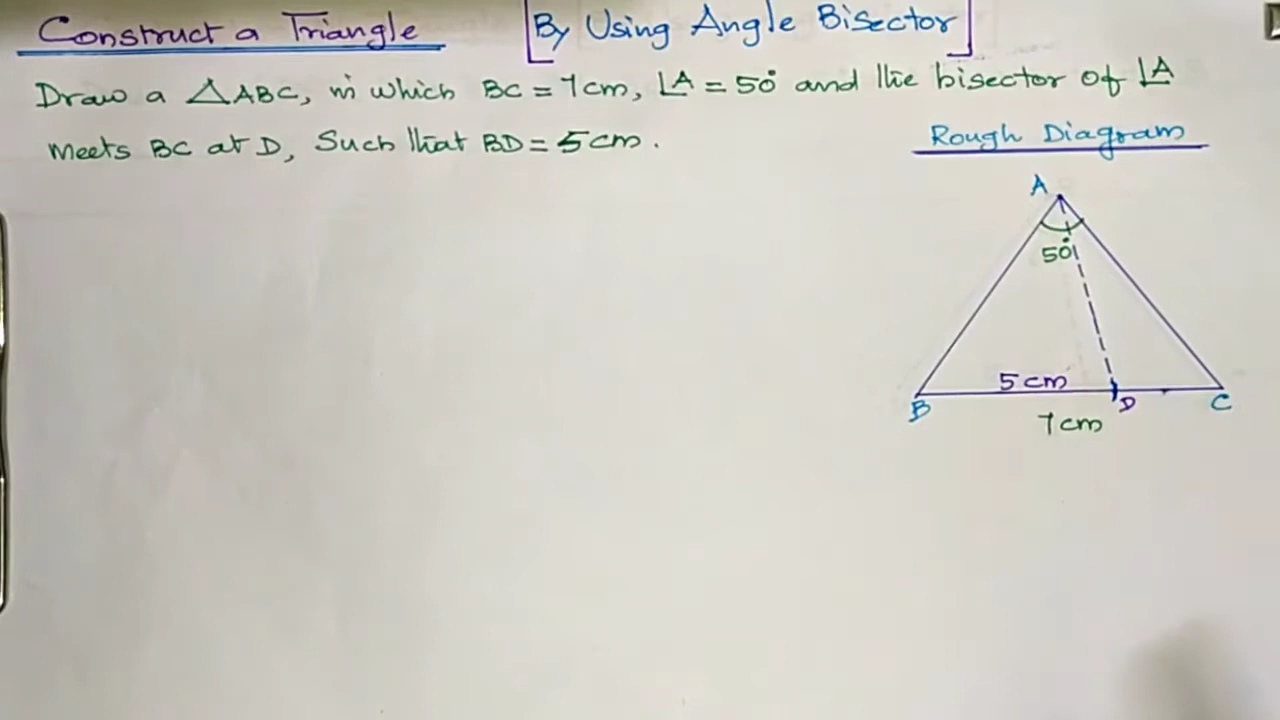 Construct a Triangle [By Using Angle Bisector]
Draw a △ABC, in which BC = 7cm, ∠A = 50° and the bisector of ∠A
meets BC at D, Such that BD = 5cm.
Rough Diagram
A
50°
5cm
B D C
7cm